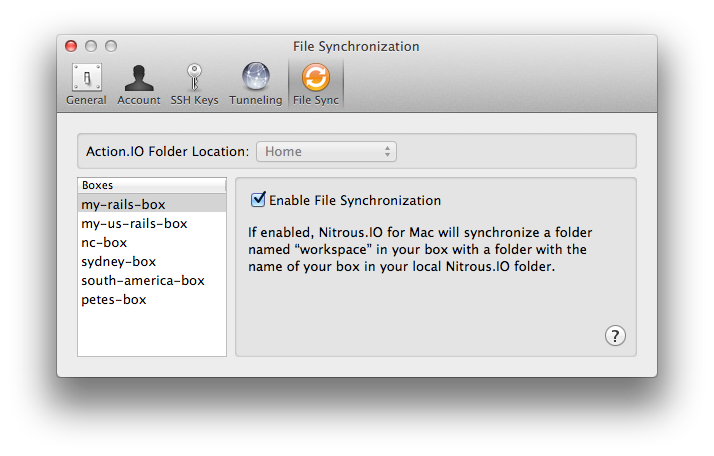 File Synchronization
General Account SSH Keys Tunneling File Sync
Action.IO Folder Location: Home
Boxes
my-rails-box
my-us-rails-box
nc-box
sydney-box
south-america-box
petes-box
Enable File Synchronization
If enabled, Nitrous.IO for Mac will synchronize a folder
named “workspace” in your box with a folder with the
name of your box in your local Nitrous.IO folder.
?